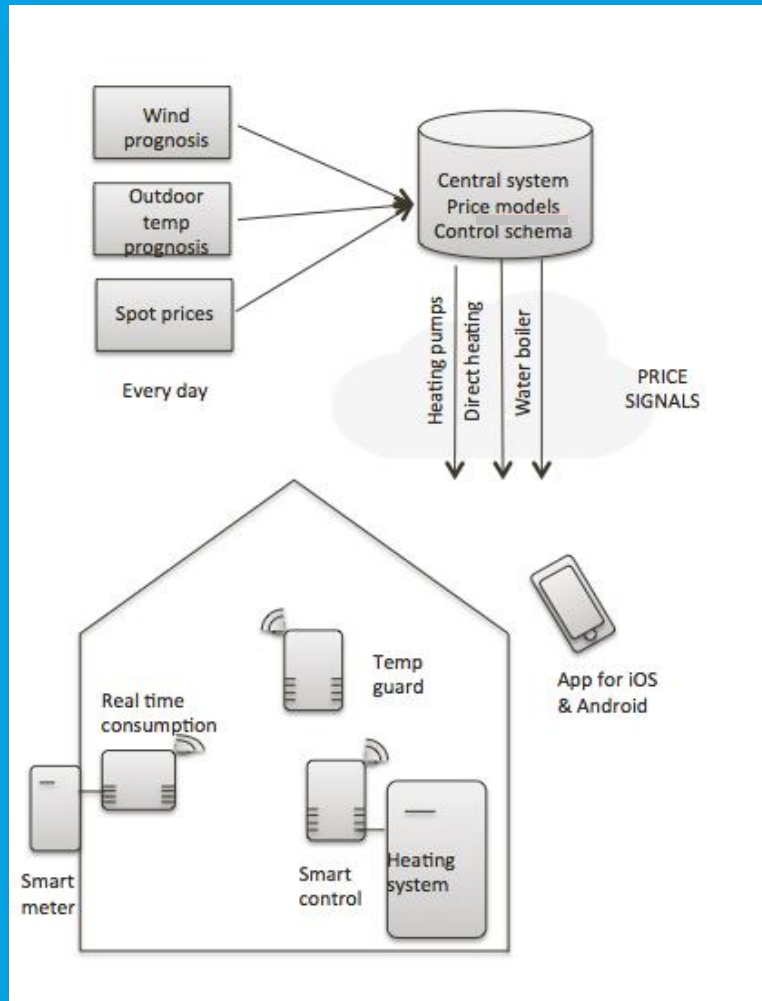 Wind
prognosis
Outdoor
temp
prognosis
Spot prices
Every day
Central system
Price models
Control schema
Heating pumps
Direct heating
Water boiler
PRICE
SIGNALS
Temp
guard
App for iOS
& Android
Real time
consumption
Smart
meter
Smart
control
Heating
system